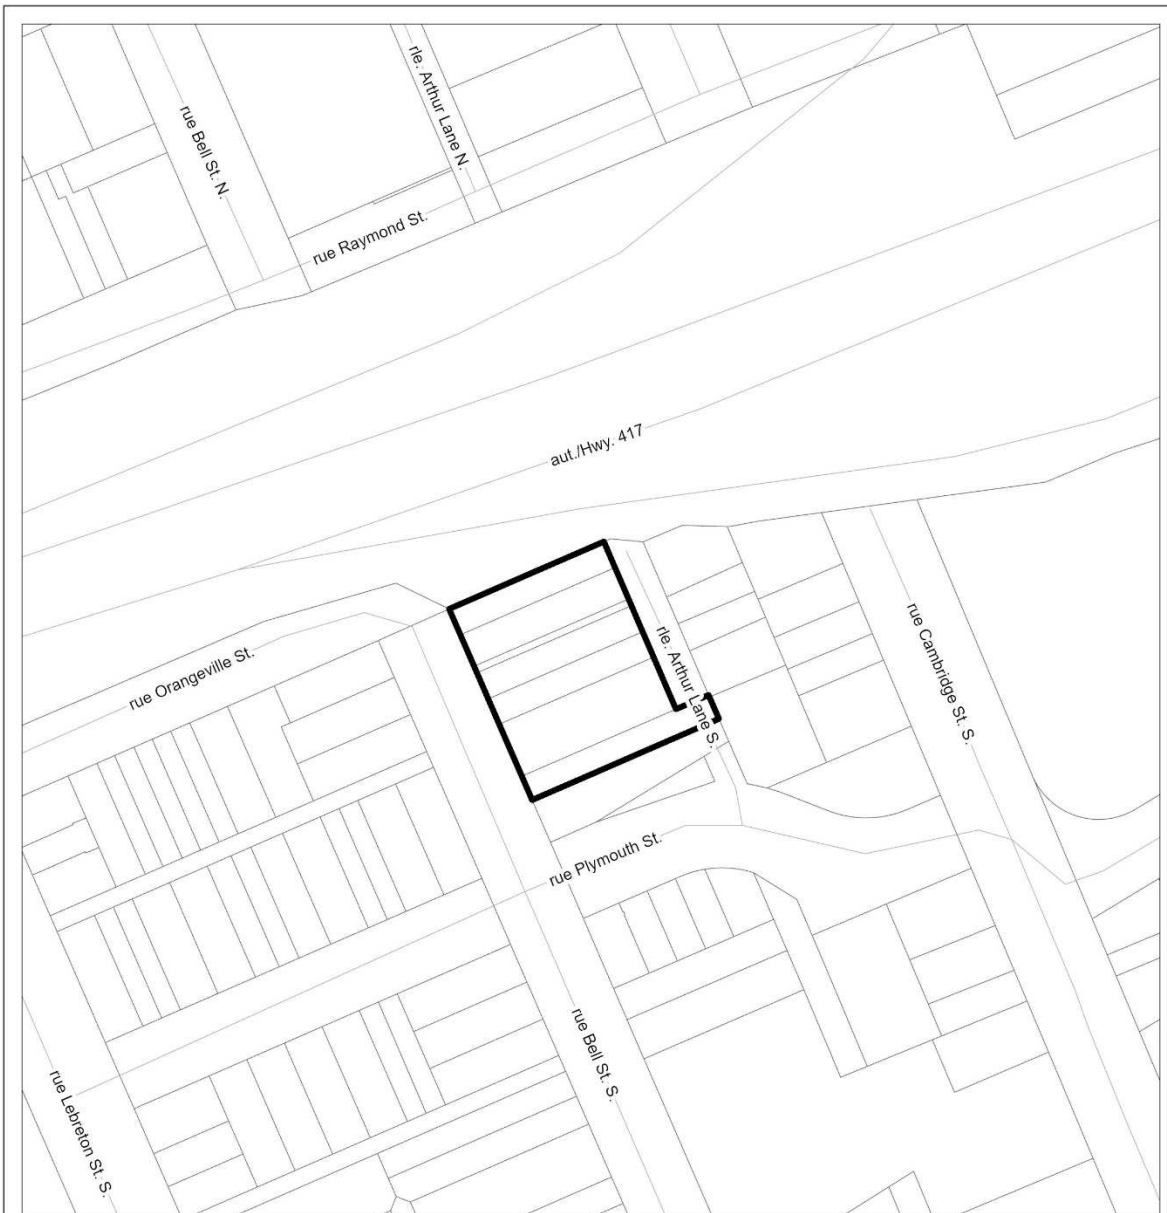 rle. Arthur Lane N.
rue Bell St. N.
rue Raymond St.
aut./Hwy. 417
rue Orangeville St.
rle. Arthur Lane S.
rue Cambridge St. S.
rue Plymouth St.
rue Bell St. S.
rue Lebreton St. S.